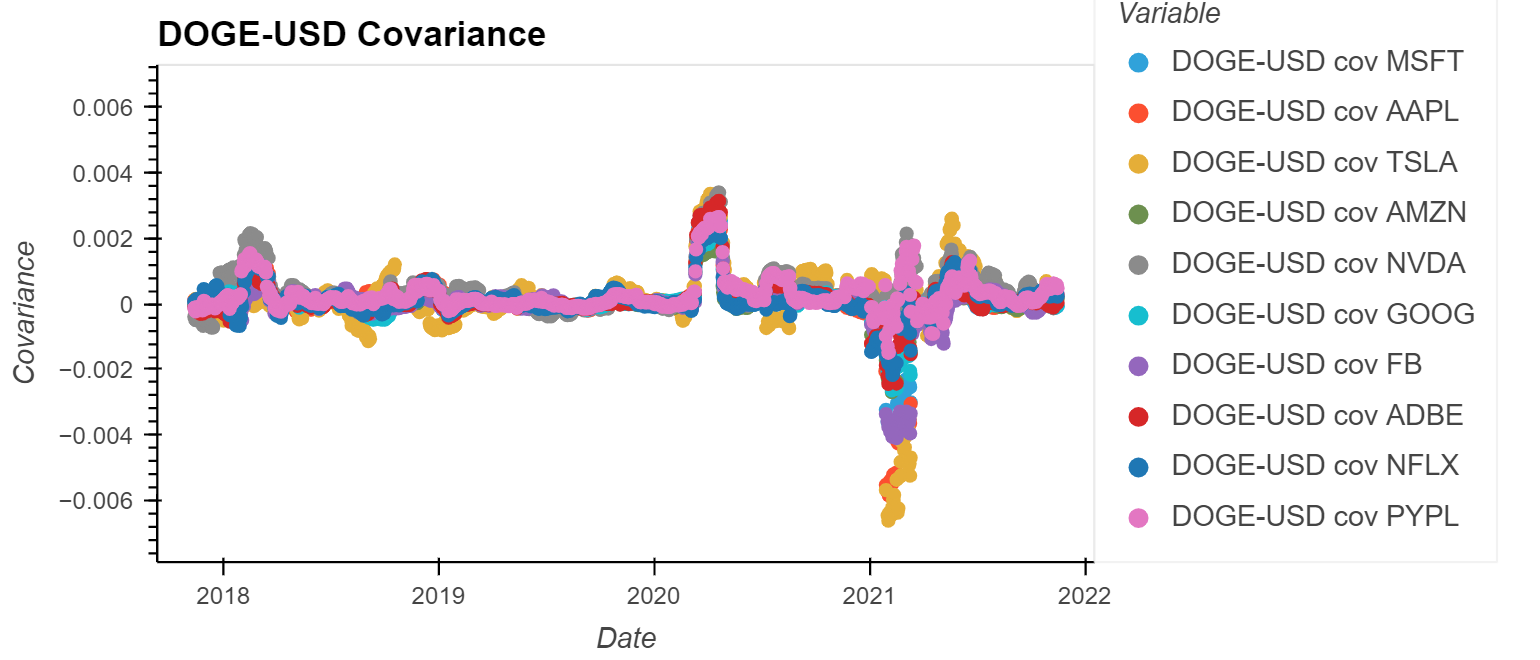 DOGE-USD Covariance
Variable
DOGE-USD cov MSFT
DOGE-USD cov AAPL
DOGE-USD cov TSLA
DOGE-USD cov AMZN
DOGE-USD cov NVDA
DOGE-USD cov GOOG
DOGE-USD cov FB
DOGE-USD cov ADBE
DOGE-USD cov NFLX
DOGE-USD cov PYPL
Covariance
0.006
0.004
0.002
0
−0.002
−0.004
−0.006
2018
2019
2020
2021
2022
Date